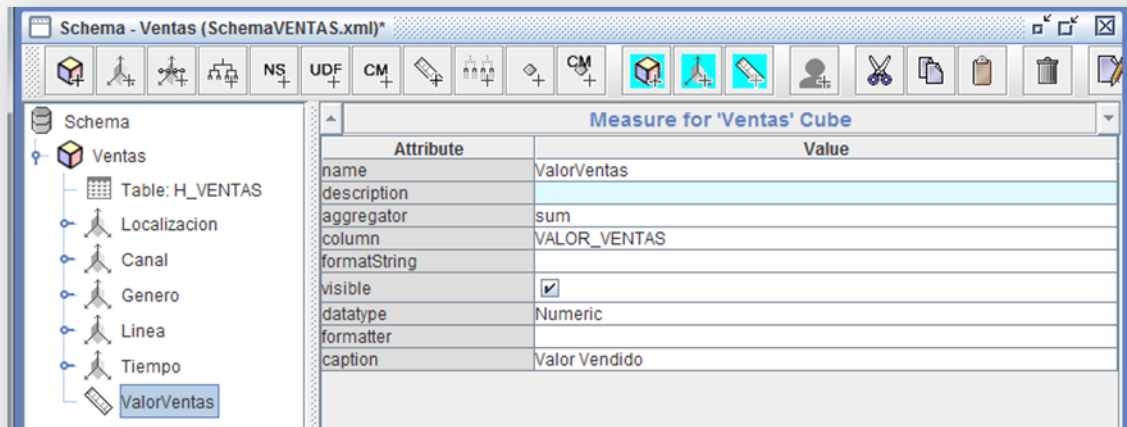 Schema - Ventas (SchemaVENTAS.xml)*
NS UDF CM CM
Schema
Ventas
Table: H_VENTAS
Localizacion
Canal
Genero
Linea
Tiempo
ValorVentas
Measure for 'Ventas' Cube
Attribute Value
name ValorVentas
description
aggregator sum
column VALOR_VENTAS
formatString
visible
datatype Numeric
formatter
caption Valor Vendido